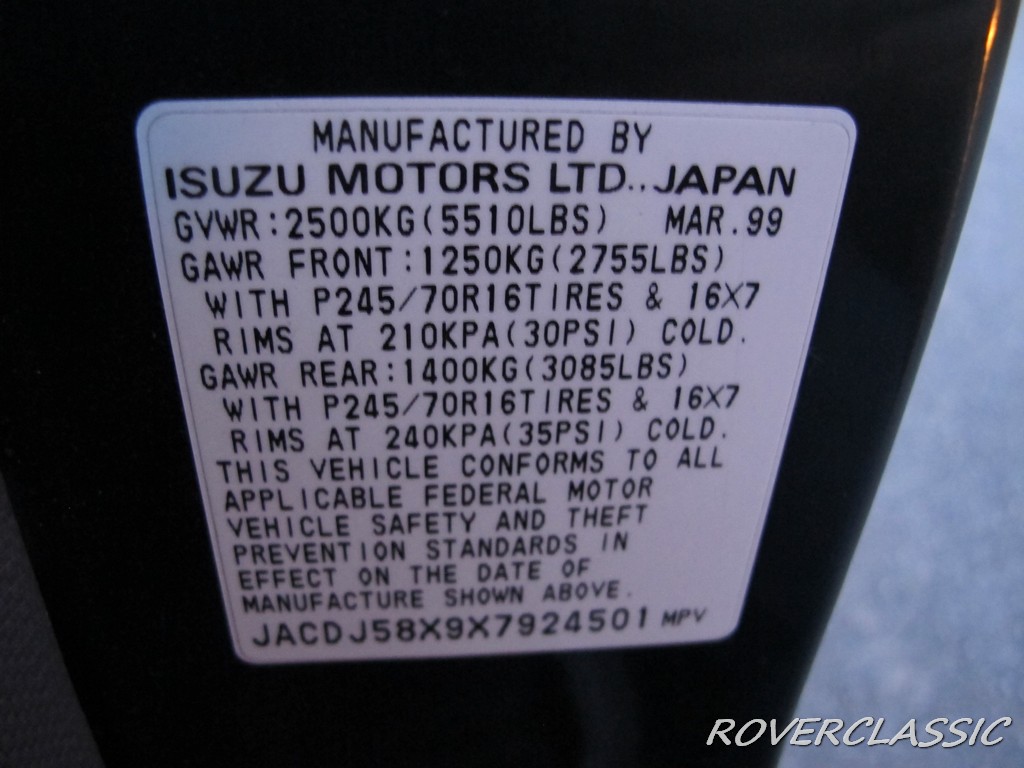 MANUFACTURED BY
ISUZU MOTORS LTD., JAPAN
GVWR:2500KG(5510LBS) MAR.99
GAWR FRONT:1250KG(2755LBS)
WITH P245/70R16TIRES & 16X7
RIMS AT 210KPA(30PSI) COLD.
GAWR REAR:1400KG(3085LBS)
WITH P245/70R16TIRES & 16X7
RIMS AT 240KPA(35PSI) COLD.
THIS VEHICLE CONFORMS TO ALL
APPLICABLE FEDERAL MOTOR
VEHICLE SAFETY AND THEFT
PREVENTION STANDARDS IN
EFFECT ON THE DATE OF
MANUFACTURE SHOWN ABOVE.
JACDJ58X9X7924501 MPV
ROVERCLASSIC